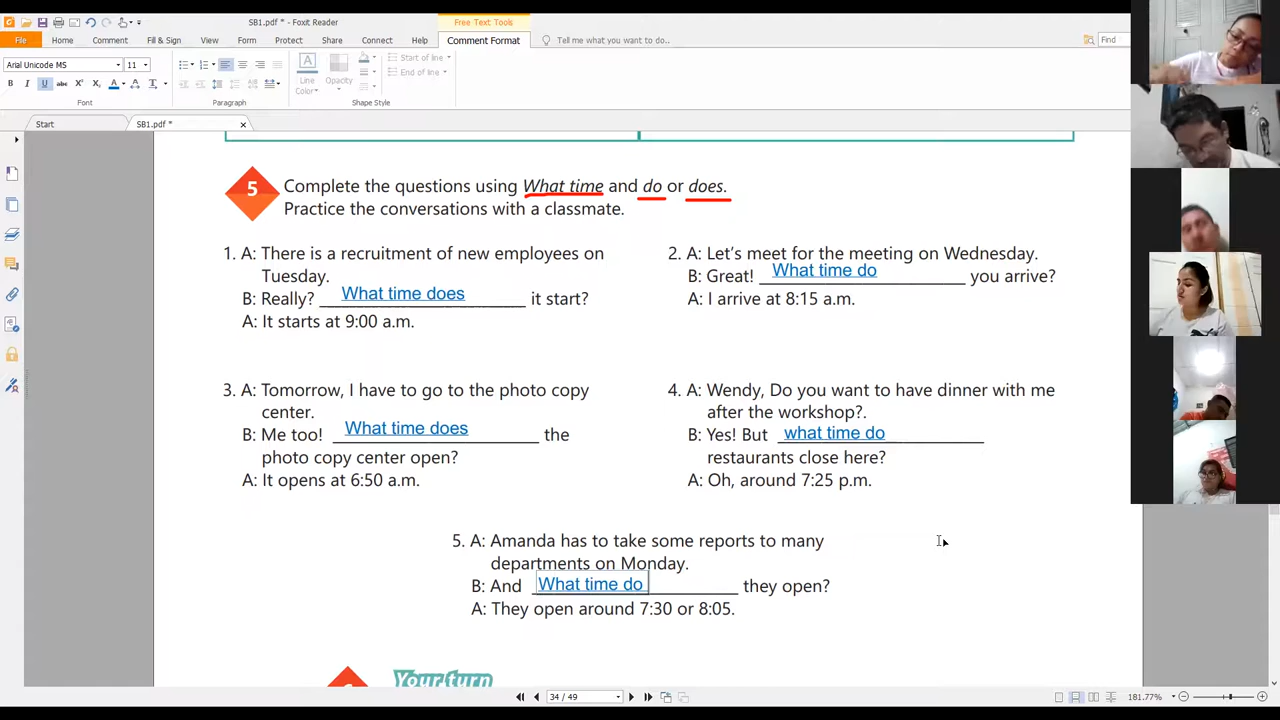 SB1.pdf * - Foxit Reader
Free Text Tools
File Home Comment Fill & Sign View Form Protect Share Connect Help Comment Format Tell me what you want to do.. Find
Arial Unicode MS 11 Line Color Opacity Start of line
End of line
Font Paragraph Shape Style
Start SB1.pdf *
5 Complete the questions using What time and do or does.
Practice the conversations with a classmate.
1. A: There is a recruitment of new employees on
Tuesday.
B: Really? What time does it start?
A: It starts at 9:00 a.m.
2. A: Let's meet for the meeting on Wednesday.
B: Great! What time do you arrive?
A: I arrive at 8:15 a.m.
3. A: Tomorrow, I have to go to the photo copy
center.
B: Me too! What time does the
photo copy center open?
A: It opens at 6:50 a.m.
4. A: Wendy, Do you want to have dinner with me
after the workshop?.
B: Yes! But what time do
restaurants close here?
A: Oh, around 7:25 p.m.
5. A: Amanda has to take some reports to many
departments on Monday.
B: And What time do they open?
A: They open around 7:30 or 8:05.
Your turn
34 / 49 181.77%